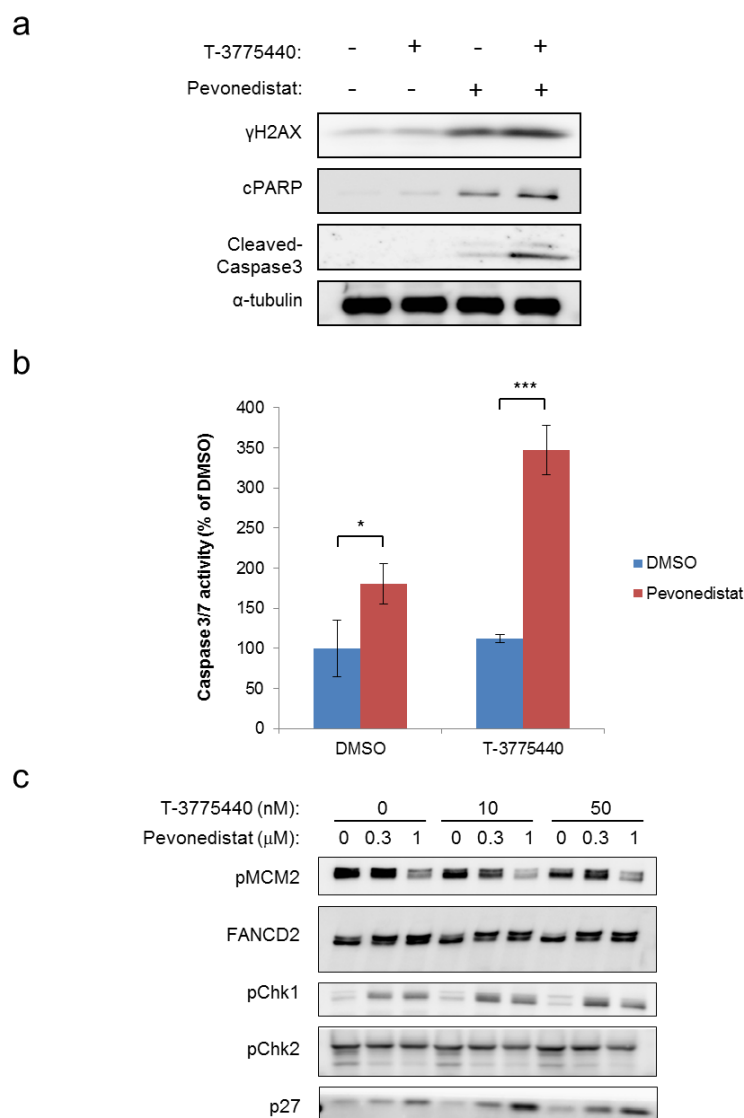 a
T-3775440: - + - +
Pevonedistat: - - + +
γH2AX
cPARP
Cleaved-
Caspase3
α-tubulin
b
Caspase3/7 activity (% of DMSO)
400
350
300
250
200
150
100
50
0
*
***
DMSO
T-3775440
DMSO
Pevonedistat
c
T-3775440 (nM) 0 10 50
Pevonedistat (μM) 0 0.3 1 0 0.3 1 0 0.3 1
pMCM2
FANCD2
pChk1
pChk2
p27